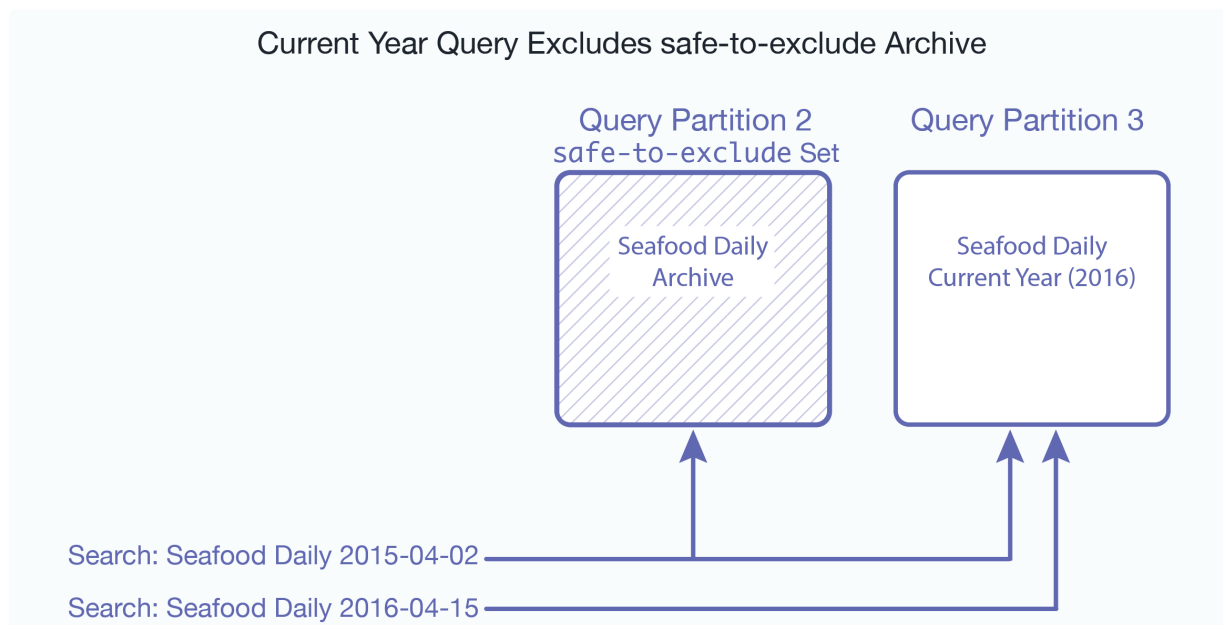 Current Year Query Excludes safe-to-exclude Archive
Query Partition 2
safe-to-exclude Set
Query Partition 3
Seafood Daily
Archive
Seafood Daily
Current Year (2016)
Search: Seafood Daily 2015-04-02
Search: Seafood Daily 2016-04-15